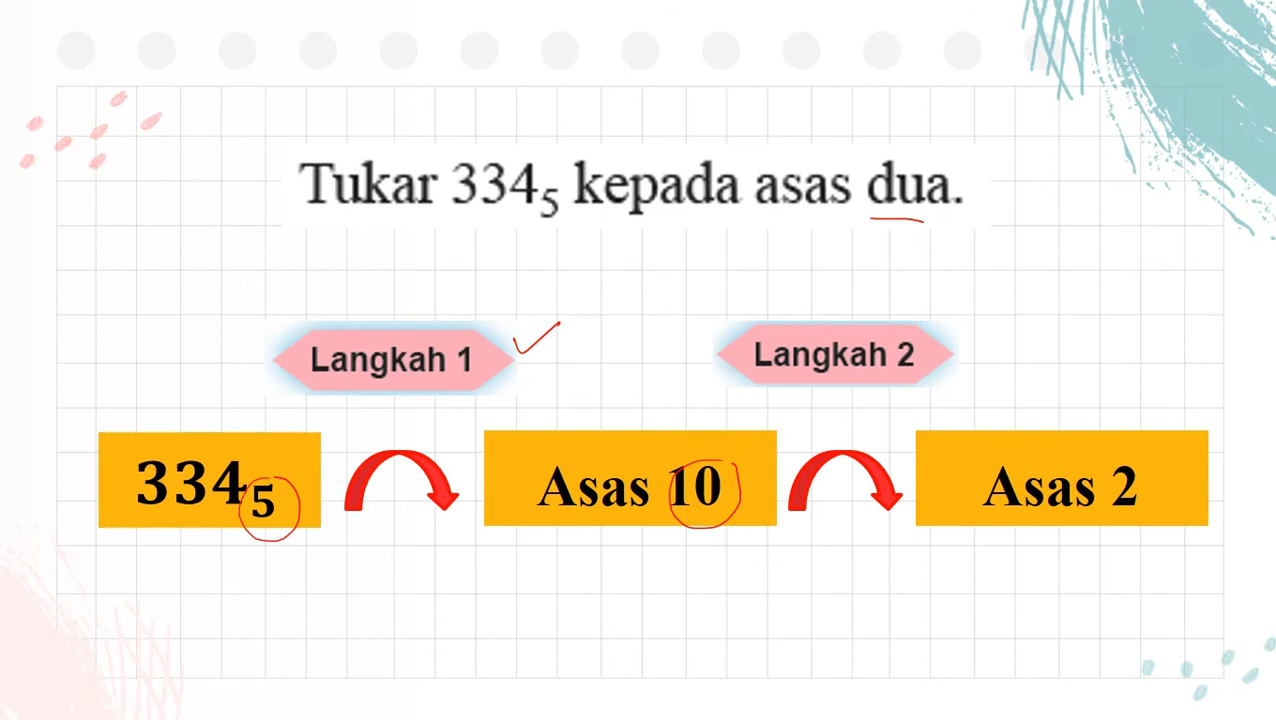 Tukar 334₅ kepada asas dua.
Langkah 1
Langkah 2
334₅
Asas 10
Asas 2